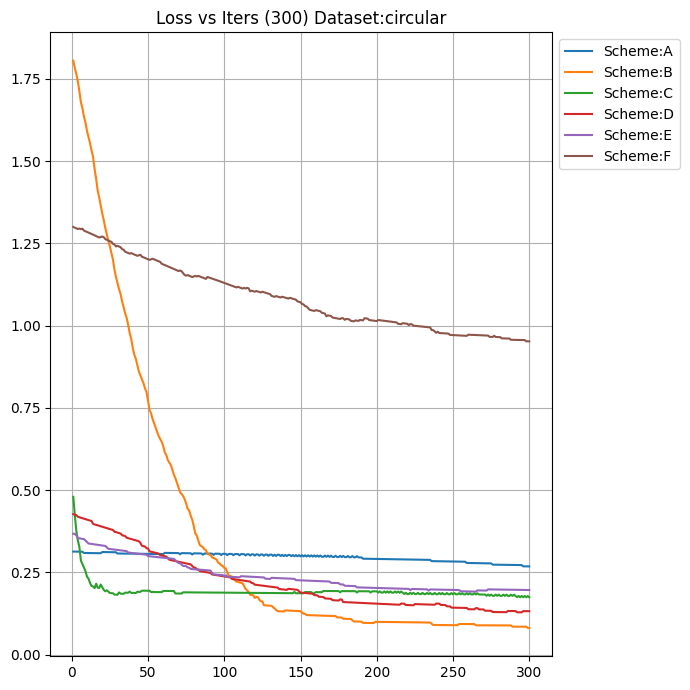 Loss vs Iters (300) Dataset:circular
Scheme:A
Scheme:B
Scheme:C
Scheme:D
Scheme:E
Scheme:F
1.75
1.50
1.25
1.00
0.75
0.50
0.25
0.00
0 50 100 150 200 250 300